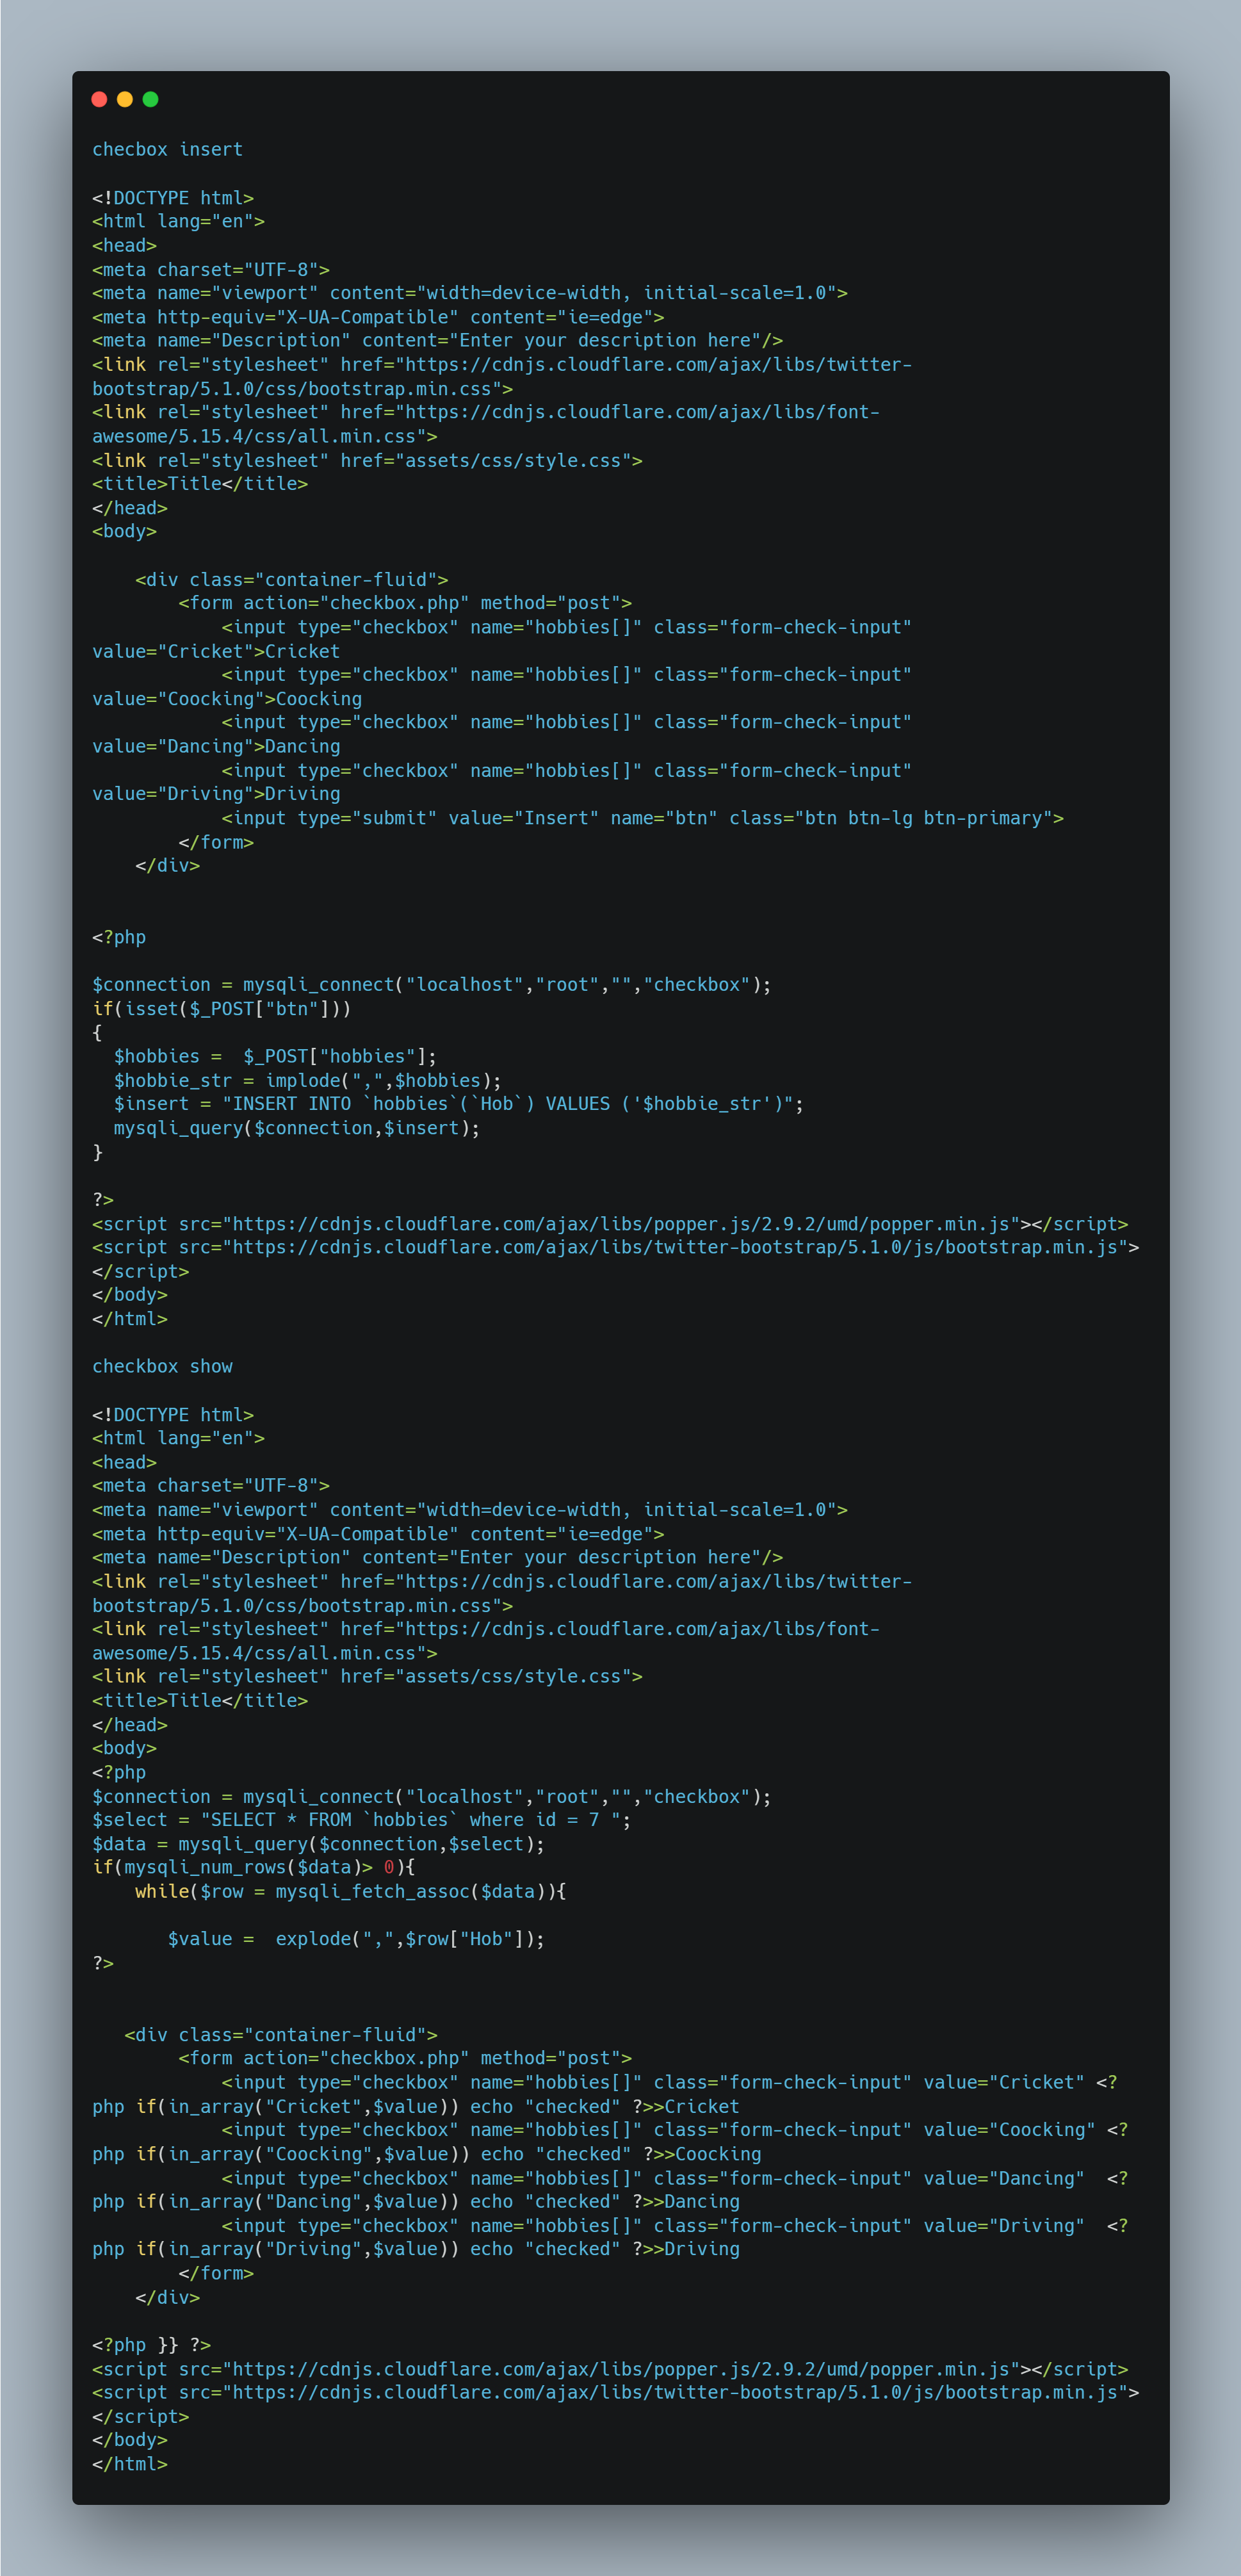 checbox insert

<!DOCTYPE html>
<html lang="en">
<head>
<meta charset="UTF-8">
<meta name="viewport" content="width=device-width, initial-scale=1.0">
<meta http-equiv="X-UA-Compatible" content="ie=edge">
<meta name="Description" content="Enter your description here"/>
<link rel="stylesheet" href="https://cdnjs.cloudflare.com/ajax/libs/twitter-
bootstrap/5.1.0/css/bootstrap.min.css">
<link rel="stylesheet" href="https://cdnjs.cloudflare.com/ajax/libs/font-
awesome/5.15.4/css/all.min.css">
<link rel="stylesheet" href="assets/css/style.css">
<title>Title</title>
</head>
<body>

    <div class="container-fluid">
        <form action="checkbox.php" method="post">
            <input type="checkbox" name="hobbies[]" class="form-check-input"
value="Cricket">Cricket
            <input type="checkbox" name="hobbies[]" class="form-check-input"
value="Coocking">Coocking
            <input type="checkbox" name="hobbies[]" class="form-check-input"
value="Dancing">Dancing
            <input type="checkbox" name="hobbies[]" class="form-check-input"
value="Driving">Driving
            <input type="submit" value="Insert" name="btn" class="btn btn-lg btn-primary">
        </form>
    </div>


<?php

$connection = mysqli_connect("localhost","root","","checkbox");
if(isset($_POST["btn"]))
{
  $hobbies =  $_POST["hobbies"];
  $hobbie_str = implode(",",$hobbies);
  $insert = "INSERT INTO `hobbies`(`Hob`) VALUES ('$hobbie_str')";
  mysqli_query($connection,$insert);
}

?>
<script src="https://cdnjs.cloudflare.com/ajax/libs/popper.js/2.9.2/umd/popper.min.js"></script>
<script src="https://cdnjs.cloudflare.com/ajax/libs/twitter-bootstrap/5.1.0/js/bootstrap.min.js">
</script>
</body>
</html>

checkbox show

<!DOCTYPE html>
<html lang="en">
<head>
<meta charset="UTF-8">
<meta name="viewport" content="width=device-width, initial-scale=1.0">
<meta http-equiv="X-UA-Compatible" content="ie=edge">
<meta name="Description" content="Enter your description here"/>
<link rel="stylesheet" href="https://cdnjs.cloudflare.com/ajax/libs/twitter-
bootstrap/5.1.0/css/bootstrap.min.css">
<link rel="stylesheet" href="https://cdnjs.cloudflare.com/ajax/libs/font-
awesome/5.15.4/css/all.min.css">
<link rel="stylesheet" href="assets/css/style.css">
<title>Title</title>
</head>
<body>
<?php
$connection = mysqli_connect("localhost","root","","checkbox");
$select = "SELECT * FROM `hobbies` where id = 7 ";
$data = mysqli_query($connection,$select);
if(mysqli_num_rows($data)> 0){
    while($row = mysqli_fetch_assoc($data)){

       $value =  explode(",",$row["Hob"]);
?>


   <div class="container-fluid">
        <form action="checkbox.php" method="post">
            <input type="checkbox" name="hobbies[]" class="form-check-input" value="Cricket" <?
php if(in_array("Cricket",$value)) echo "checked" ?>>Cricket
            <input type="checkbox" name="hobbies[]" class="form-check-input" value="Coocking" <?
php if(in_array("Coocking",$value)) echo "checked" ?>>Coocking
            <input type="checkbox" name="hobbies[]" class="form-check-input" value="Dancing"  <?
php if(in_array("Dancing",$value)) echo "checked" ?>>Dancing
            <input type="checkbox" name="hobbies[]" class="form-check-input" value="Driving"  <?
php if(in_array("Driving",$value)) echo "checked" ?>>Driving
        </form>
    </div>

<?php }} ?>
<script src="https://cdnjs.cloudflare.com/ajax/libs/popper.js/2.9.2/umd/popper.min.js"></script>
<script src="https://cdnjs.cloudflare.com/ajax/libs/twitter-bootstrap/5.1.0/js/bootstrap.min.js">
</script>
</body>
</html>